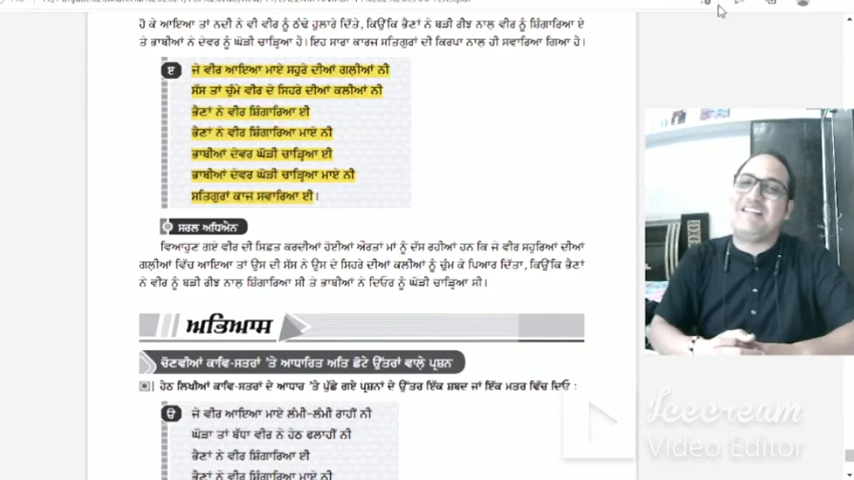 ਹੋ ਕੇ ਆਇਆ ਤਾਂ ਨਦੀ ਨੇ ਵੀ ਵੀਰ ਨੂੰ ਠੰਢੇ ਹੁਲਾਰੇ ਦਿੱਤੇ, ਕਿਉਂਕਿ ਭੈਣਾਂ ਨੇ ਬੜੀ ਰੀਝ ਨਾਲ਼ ਵੀਰ ਨੂੰ ਸ਼ਿੰਗਾਰਿਆ ਏ
ਤੇ ਭਾਬੀਆਂ ਨੇ ਦੇਵਰ ਨੂੰ ਘੋੜੀ ਚਾੜ੍ਹਿਆ ਹੈ। ਇਹ ਸਾਰਾ ਕਾਰਜ ਸਤਿਗੁਰਾਂ ਦੀ ਕਿਰਪਾ ਨਾਲ਼ ਹੀ ਸਵਾਰਿਆ ਗਿਆ ਹੈ।
ੲ ਜੇ ਵੀਰ ਆਇਆ ਮਾਏ ਸਹੁਰੇ ਦੀਆਂ ਗਲ਼ੀਆਂ ਨੀ
ਸੱਸ ਤਾਂ ਚੁੰਮੇ ਵੀਰ ਦੇ ਸਿਹਰੇ ਦੀਆਂ ਕਲੀਆਂ ਨੀ
ਭੈਣਾਂ ਨੇ ਵੀਰ ਸ਼ਿੰਗਾਰਿਆ ਈ
ਭੈਣਾਂ ਨੇ ਵੀਰ ਸ਼ਿੰਗਾਰਿਆ ਮਾਏ ਨੀ
ਭਾਬੀਆਂ ਦੇਵਰ ਘੋੜੀ ਚਾੜ੍ਹਿਆ ਈ
ਭਾਬੀਆਂ ਦੇਵਰ ਘੋੜੀ ਚਾੜ੍ਹਿਆ ਮਾਏ ਨੀ
ਸਤਿਗੁਰਾਂ ਕਾਜ ਸਵਾਰਿਆ ਈ।
ਸਰਲ ਅਧਿਐਨ
ਵਿਆਹੁਣ ਗਏ ਵੀਰ ਦੀ ਸਿਫ਼ਤ ਕਰਦੀਆਂ ਹੋਈਆਂ ਔਰਤਾਂ ਮਾਂ ਨੂੰ ਦੱਸ ਰਹੀਆਂ ਹਨ ਕਿ ਜੇ ਵੀਰ ਸਹੁਰਿਆਂ ਦੀਆਂ
ਗਲ਼ੀਆਂ ਵਿੱਚ ਆਇਆ ਤਾਂ ਉਸ ਦੀ ਸੱਸ ਨੇ ਉਸ ਦੇ ਸਿਹਰੇ ਦੀਆਂ ਕਲੀਆਂ ਨੂੰ ਚੁੰਮ ਕੇ ਪਿਆਰ ਦਿੱਤਾ, ਕਿਉਂਕਿ ਭੈਣਾਂ
ਨੇ ਵੀਰ ਨੂੰ ਬੜੀ ਰੀਝ ਨਾਲ਼ ਸ਼ਿੰਗਾਰਿਆ ਸੀ ਤੇ ਭਾਬੀਆਂ ਨੇ ਦਿਓਰ ਨੂੰ ਘੋੜੀ ਚਾੜ੍ਹਿਆ ਸੀ।
ਅਭਿਆਸ
ਚੋਣਵੀਆਂ ਕਾਵਿ-ਸਤਰਾਂ 'ਤੇ ਆਧਾਰਿਤ ਅਤਿ ਛੋਟੇ ਉੱਤਰਾਂ ਵਾਲ਼ੇ ਪ੍ਰਸ਼ਨ
ਹੇਠ ਲਿਖੀਆਂ ਕਾਵਿ-ਸਤਰਾਂ ਦੇ ਆਧਾਰ 'ਤੇ ਪੁੱਛੇ ਗਏ ਪ੍ਰਸ਼ਨਾਂ ਦੇ ਉੱਤਰ ਇੱਕ ਸ਼ਬਦ ਜਾਂ ਇੱਕ ਸਤਰ ਵਿੱਚ ਦਿਓ :
ੳ ਜੇ ਵੀਰ ਆਇਆ ਮਾਏ ਲੰਮੀ-ਲੰਮੀ ਰਾਹੀਂ ਨੀ
ਘੋੜਾ ਤਾਂ ਬੱਧਾ ਵੀਰ ਨੇ ਹੇਠ ਫਲਾਹੀਂ ਨੀ
ਭੈਣਾਂ ਨੇ ਵੀਰ ਸ਼ਿੰਗਾਰਿਆ ਈ
ਭੈਣਾਂ ਨੇ ਵੀਰ ਸ਼ਿੰਗਾਰਿਆ ਮਾਏ ਨੀ
Icecream
Video Editor